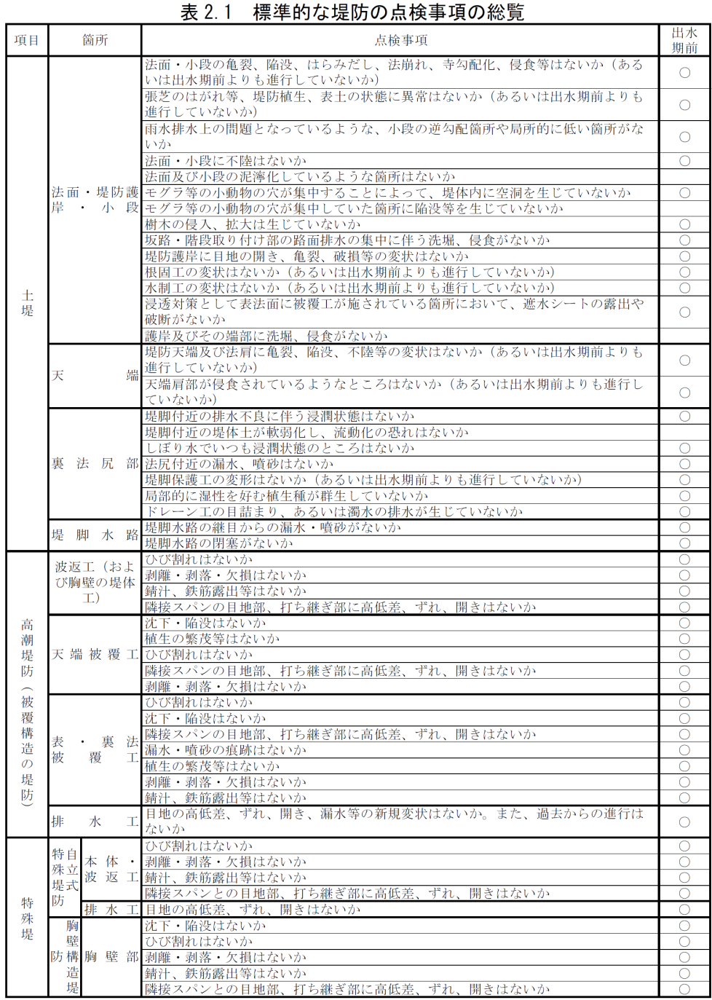 表 2.1 標準的な堤防の点検事項の総覧
項目 箇所 点検事項 出水
期前
土
堤
法面・堤防護
岸・小段
法面・小段の亀裂、陥没、はらみだし、法崩れ、寺勾配化、侵食等はないか（ある
いは出水期前よりも進行していないか） ○
張芝のはがれ等、堤防植生、表土の状態に異常はないか（あるいは出水期前よりも
進行していないか） ○
雨水排水上の問題となっているような、小段の逆勾配箇所や局所的に低い箇所がな
いか ○
法面・小段に不陸はないか ○
法面及び小段の泥濘化しているような箇所はないか
モグラ等の小動物の穴が集中することによって、堤体内に空洞を生じていないか ○
モグラ等の小動物の穴が集中していた箇所に陥没等を生じていないか
樹木の侵入、拡大は生じていないか ○
坂路・階段取り付け部の路面排水の集中に伴う洗堀、侵食がないか ○
堤防護岸に目地の開き、亀裂、破損等の変状はないか ○
根固工の変状はないか（あるいは出水期前よりも進行していないか） ○
水制工の変状はないか（あるいは出水期前よりも進行していないか） ○
浸透対策として表法面に被覆工が施されている箇所において、遮水シートの露出や
破断がないか ○
護岸及びその端部に洗堀、侵食がないか
天端
堤防天端及び法肩に亀裂、陥没、不陸等の変状はないか（あるいは出水期前よりも
進行していないか） ○
天端肩部が侵食されているようなところはないか（あるいは出水期前よりも進行し
ていないか） ○
裏法尻部
堤脚付近の排水不良に伴う浸潤状態はないか ○
堤脚付近の堤体土が軟弱化し、流動化の恐れはないか
しぼり水でいつも浸潤状態のところはないか ○
法尻付近の漏水、噴砂はないか ○
堤脚保護工の変形はないか（あるいは出水期前よりも進行していないか） ○
局部的に湿性を好む植生種が群生していないか ○
ドレーン工の目詰まり、あるいは濁水の排水が生じていないか ○
堤脚水路
堤脚水路の継目からの漏水・噴砂がないか ○
堤脚水路の閉塞がないか ○
高潮堤防（被覆構造の堤防）
波返工（およ
び胸壁の堤体
工）
ひび割れはないか ○
剥離・剥落・欠損はないか ○
錆汁、鉄筋露出等はないか ○
隣接スパンの目地部、打ち継ぎ部に高低差、ずれ、開きはないか ○
天端被覆工
沈下・陥没はないか ○
植生の繁茂等はないか ○
ひび割れはないか ○
隣接スパンの目地部、打ち継ぎ部に高低差、ずれ、開きはないか ○
剥離・剥落・欠損はないか ○
表・裏法
被覆工
ひび割れはないか ○
沈下・陥没はないか ○
隣接スパンの目地部、打ち継ぎ部に高低差、ずれ、開きはないか ○
漏水・噴砂の痕跡はないか ○
植生の繁茂等はないか ○
剥離・剥落・欠損はないか ○
錆汁、鉄筋露出等はないか ○
排水工
目地の高低差、ずれ、開き、漏水等の新規変状はないか。また、過去からの進行は
ないか ○
特殊堤
自立式
特殊堤防
本体・
波返工
ひび割れはないか ○
剥離・剥落・欠損はないか ○
錆汁、鉄筋露出等はないか ○
隣接スパンとの目地部、打ち継ぎ部に高低差、ずれ、開きはないか ○
排水工 目地の高低差、ずれ、開きはないか ○
胸壁構造堤
防
胸壁部
沈下・陥没はないか ○
ひび割れはないか ○
剥離・剥落・欠損はないか ○
錆汁、鉄筋露出等はないか ○
隣接スパンとの目地部、打ち継ぎ部に高低差、ずれ、開きはないか ○